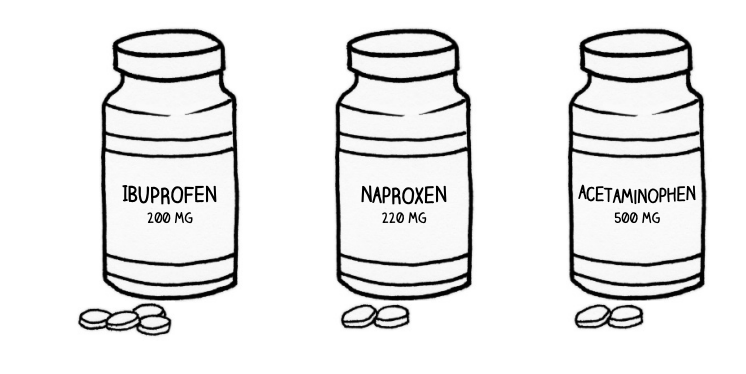 IBUPROFEN
200 MG
NAPROXEN
220 MG
ACETAMINOPHEN
500 MG